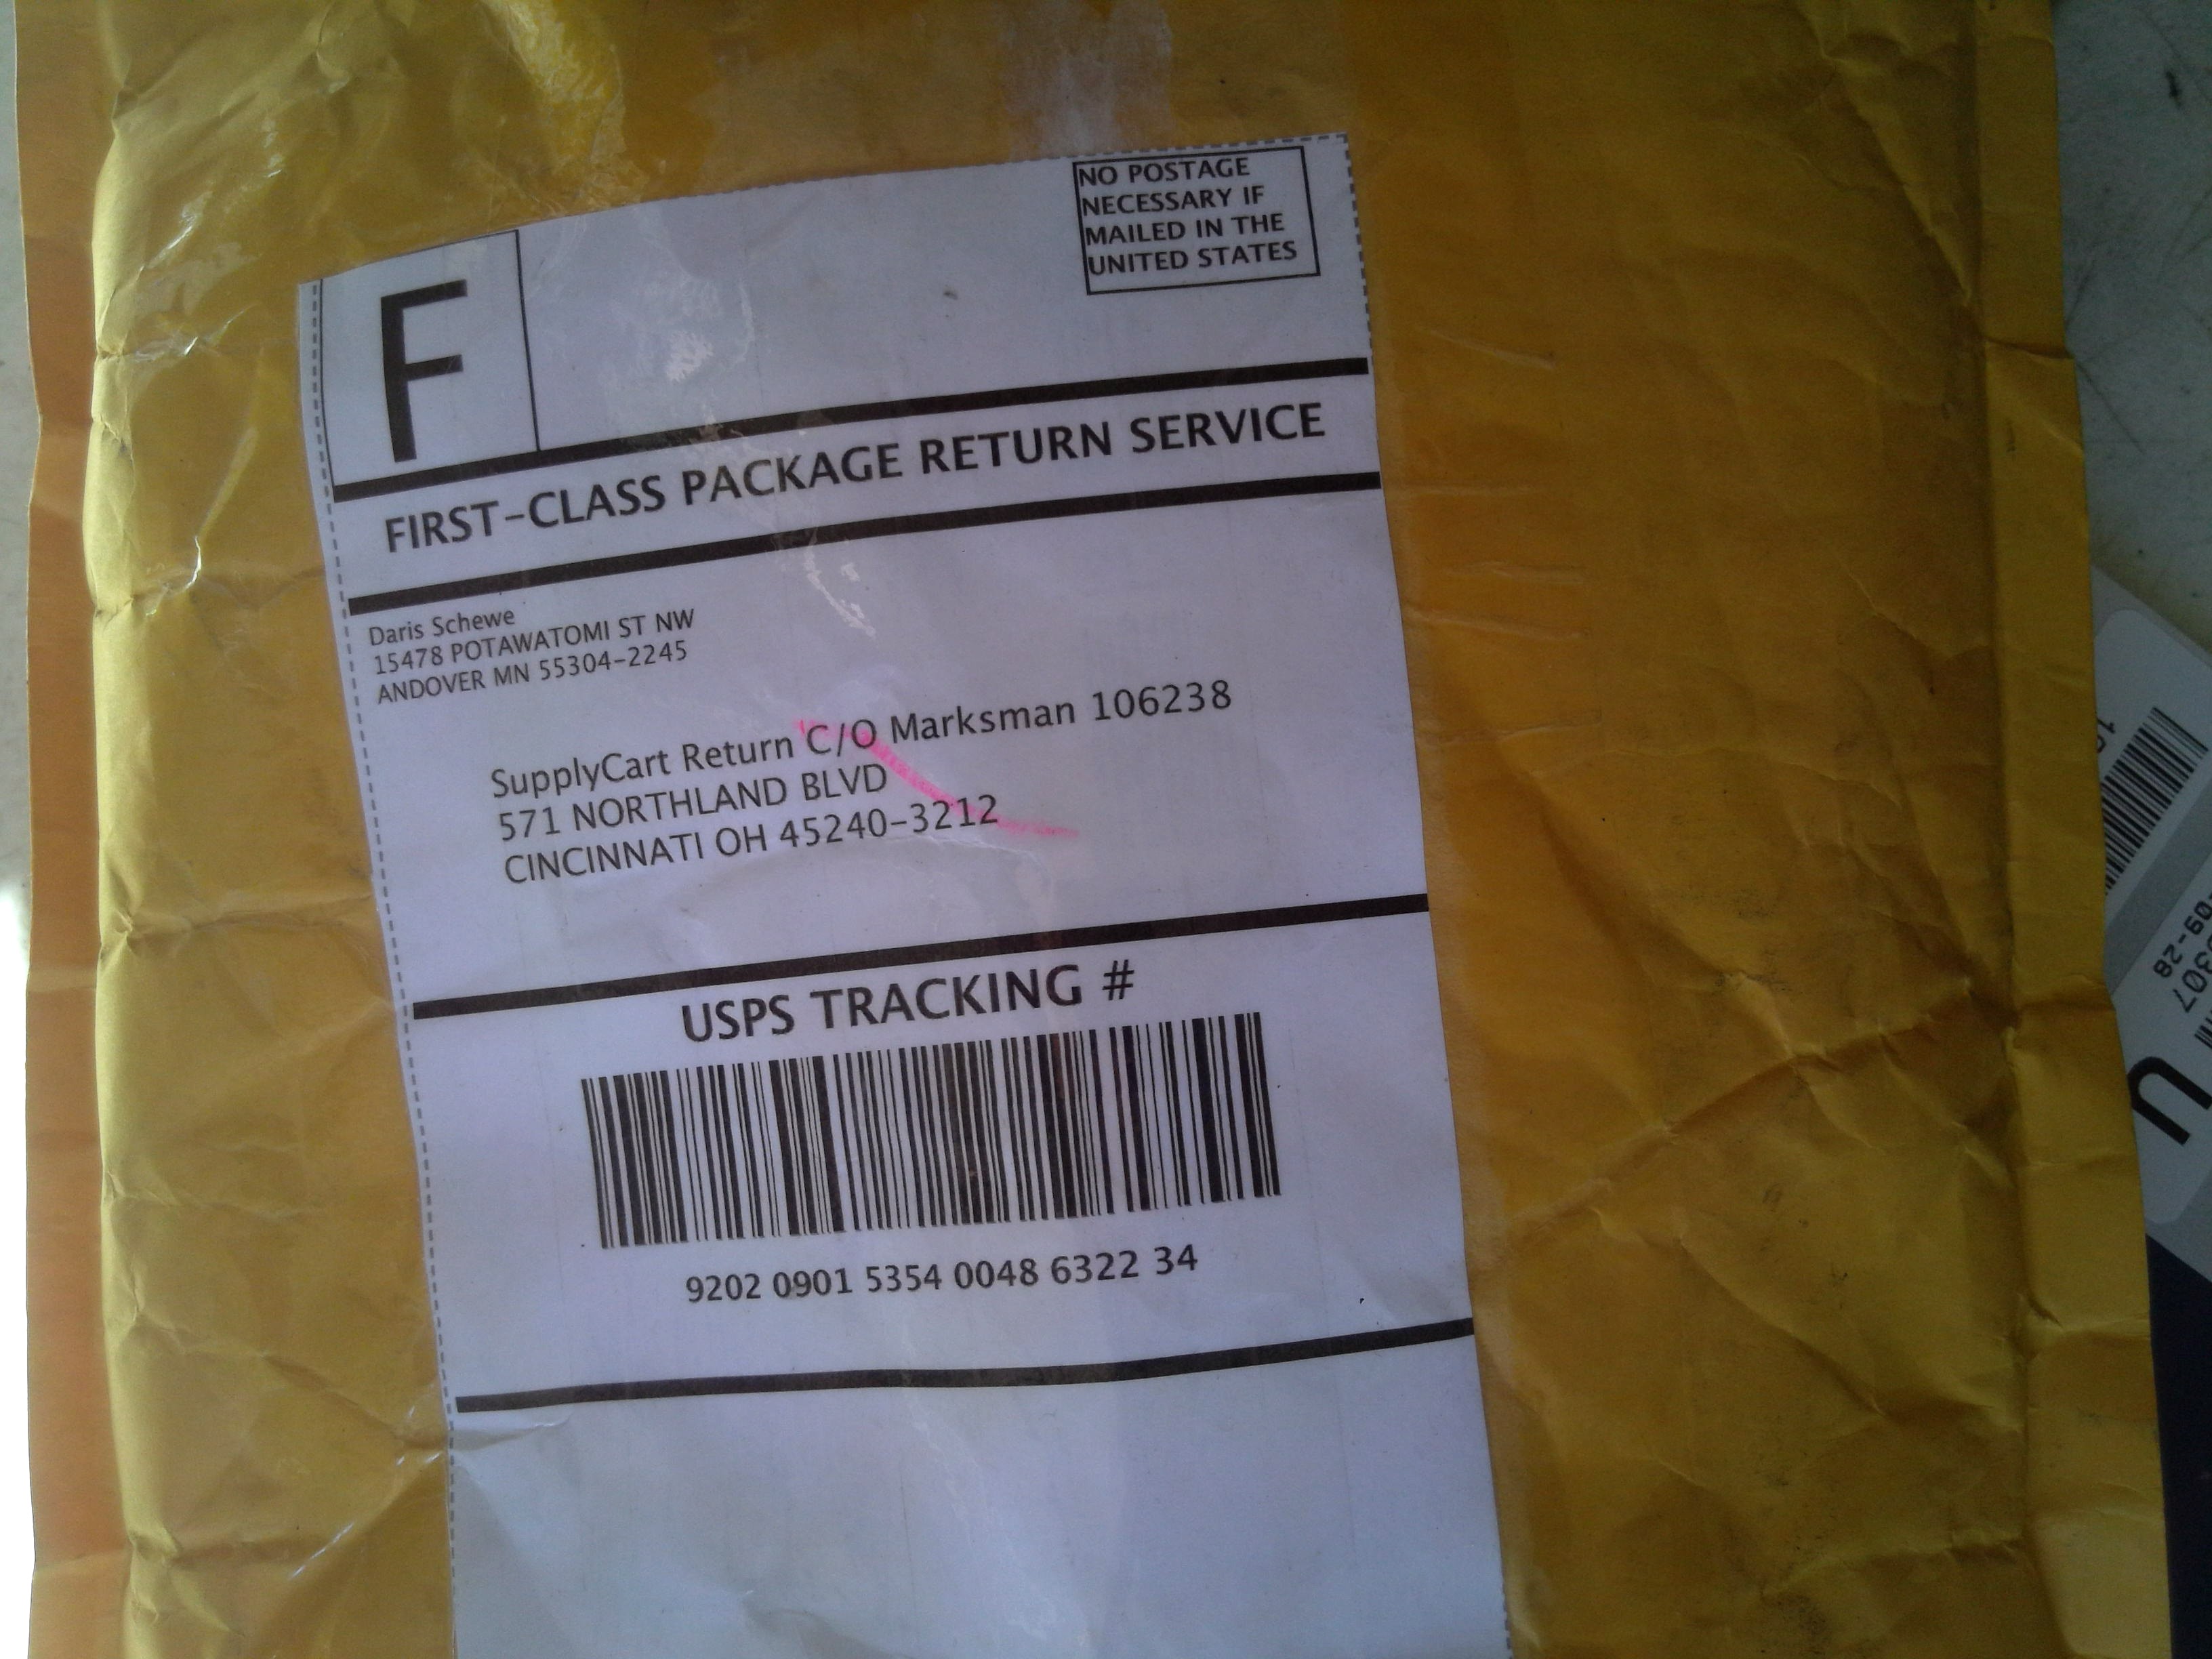 NO POSTAGE
NECESSARY IF
MAILED IN THE
UNITED STATES
F
FIRST-CLASS PACKAGE RETURN SERVICE
Daris Schewe
15478 POTAWATOMI ST NW
ANDOVER MN 55304-2245
SupplyCart Return C/O Marksman 106238
571 NORTHLAND BLVD
CINCINNATI OH 45240-3212
USPS TRACKING #
9202 0901 5354 0048 6322 34
09-28
U